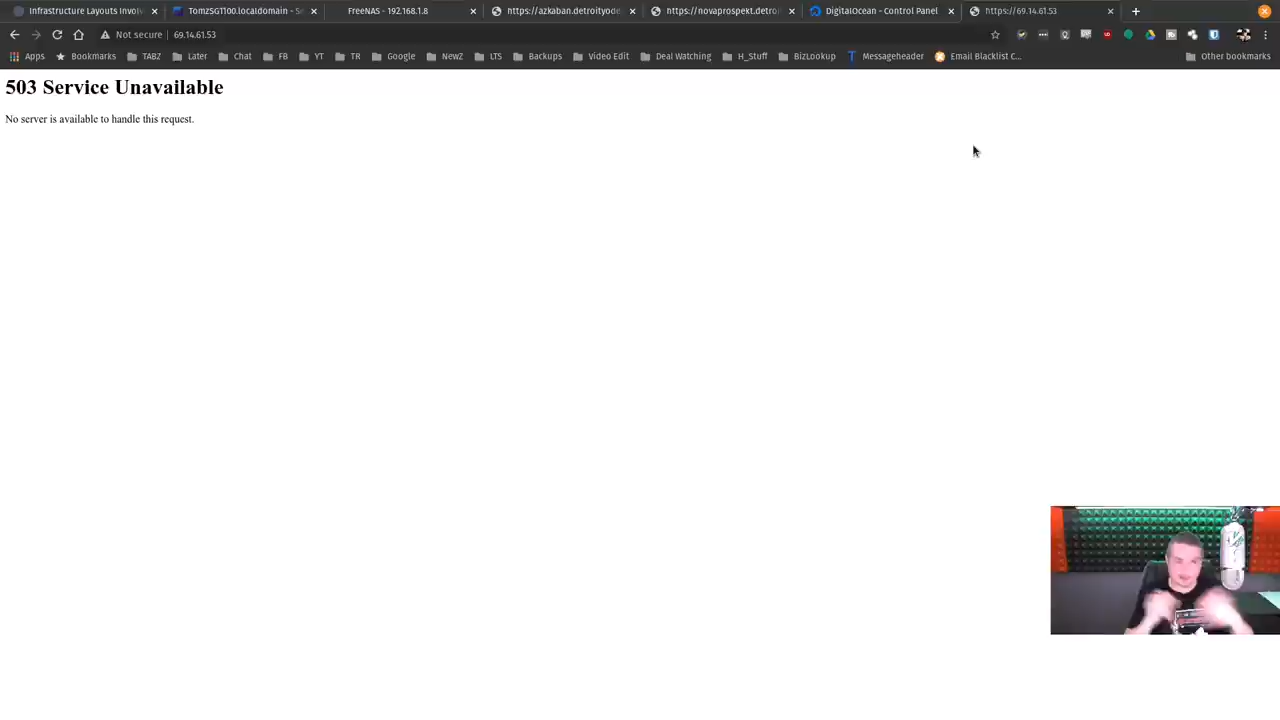 Infrastructure Layouts Involv
TomzSGT100.localdomain - S
FreeNAS - 192.168.1.8
https://azkaban.detroityode
https://novaprospekt.detroi
DigitalOcean - Control Panel
https://69.14.61.53
Not secure
69.14.61.53
Apps
Bookmarks
TABZ
Later
Chat
FB
YT
TR
Google
NewZ
LTS
Backups
Video Edit
Deal Watching
H_Stuff
BizLookup
Messageheader
Email Blacklist C...
Other bookmarks
503 Service Unavailable
No server is available to handle this request.